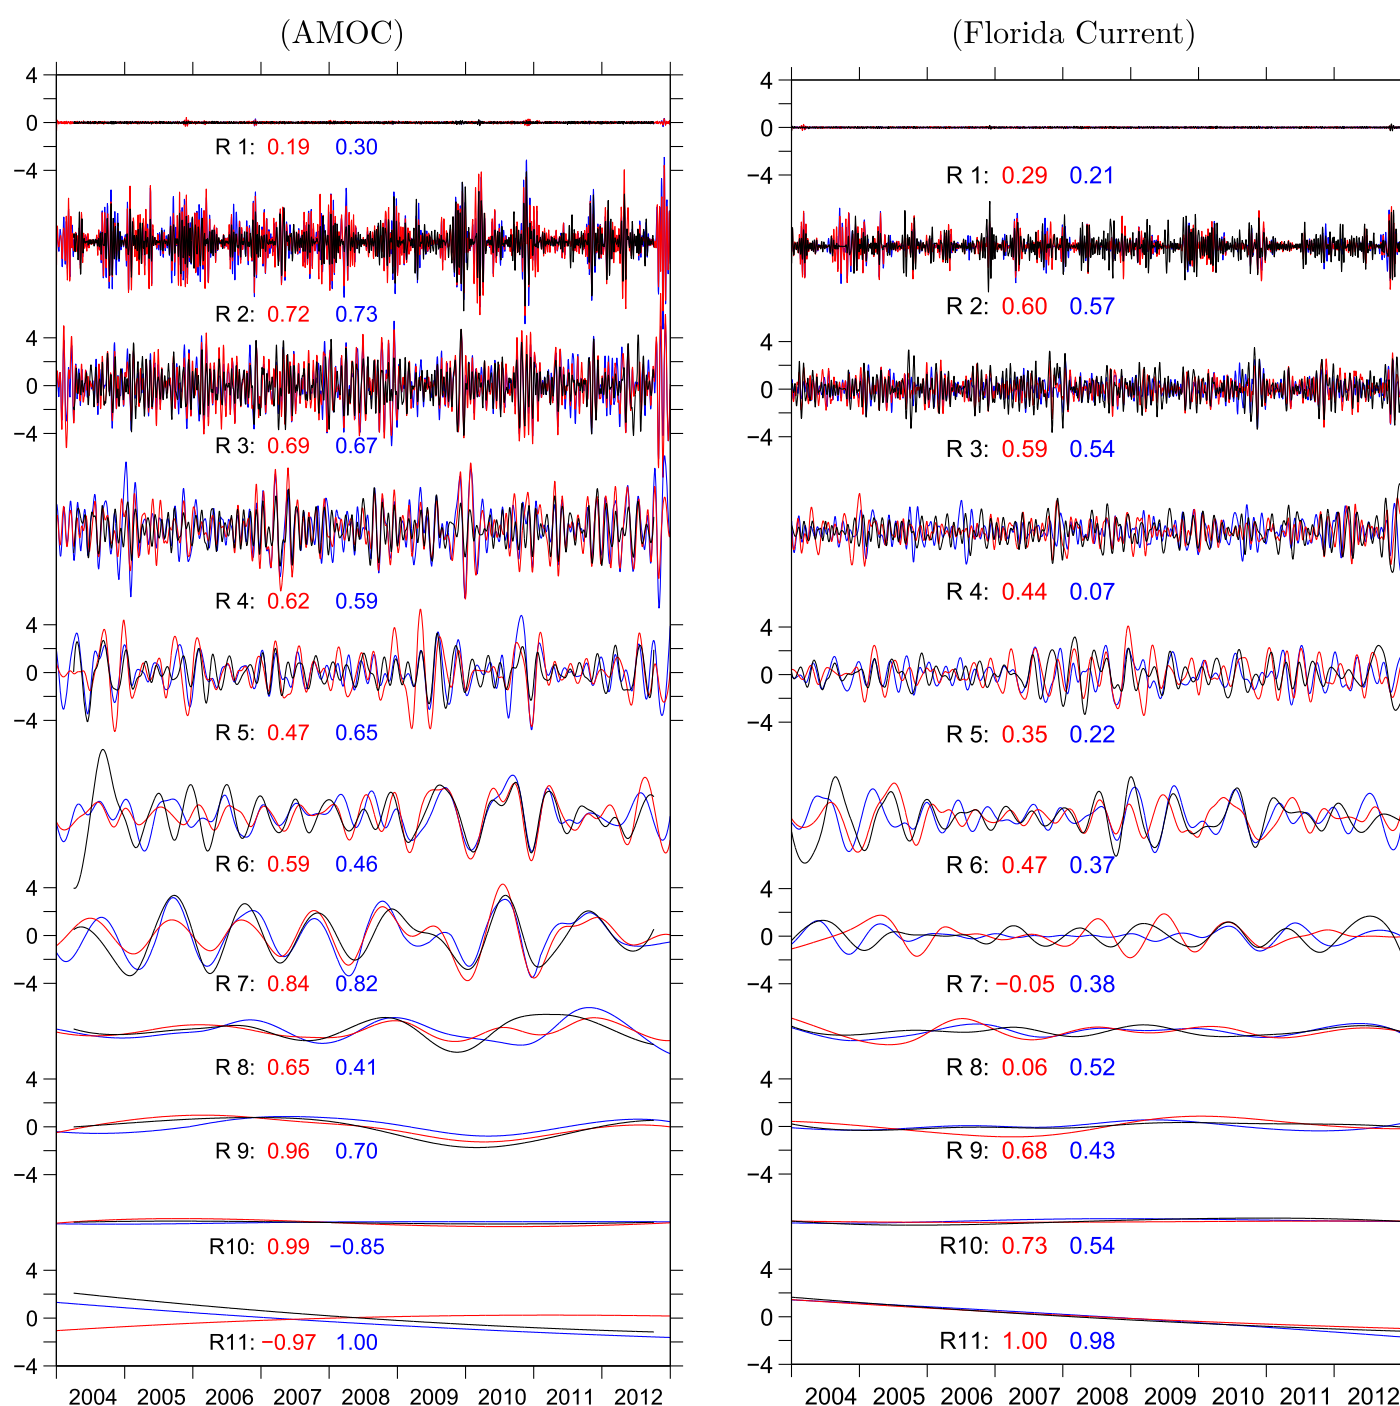 (AMOC)
4
0
−4
R 1: 0.19 0.30
R 2: 0.72 0.73
4
0
−4
R 3: 0.69 0.67
R 4: 0.62 0.59
4
0
−4
R 5: 0.47 0.65
R 6: 0.59 0.46
4
0
−4
R 7: 0.84 0.82
R 8: 0.65 0.41
4
0
−4
R 9: 0.96 0.70
R10: 0.99 −0.85
4
0
−4
R11: −0.97 1.00
2004 2005 2006 2007 2008 2009 2010 2011 2012
(Florida Current)
4
0
−4
R 1: 0.29 0.21
R 2: 0.60 0.57
4
0
−4
R 3: 0.59 0.54
R 4: 0.44 0.07
4
0
−4
R 5: 0.35 0.22
R 6: 0.47 0.37
4
0
−4
R 7: −0.05 0.38
R 8: 0.06 0.52
4
0
−4
R 9: 0.68 0.43
R10: 0.73 0.54
4
0
−4
R11: 1.00 0.98
2004 2005 2006 2007 2008 2009 2010 2011 2012